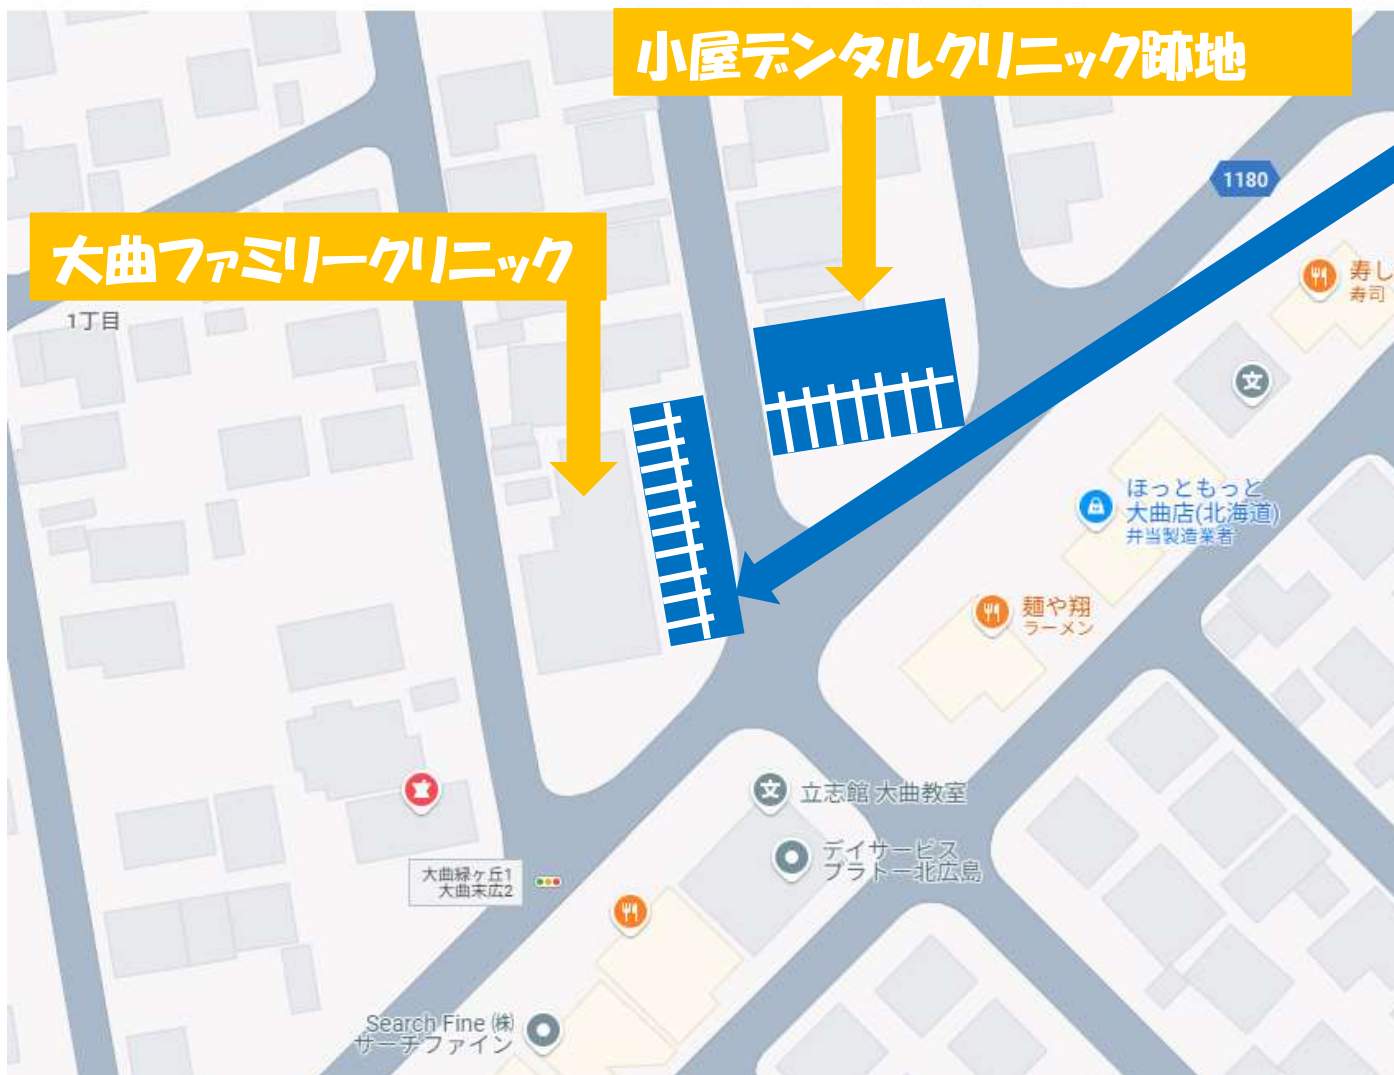 小屋デンタルクリニック跡地
1180
大曲ファミリークリニック
寿し
寿司
1丁目
文
ほっともっと
大曲店(北海道)
弁当製造業者
麺や翔
ラーメン
文
立志館 大曲教室
デイサービス
プラトー北広島
大曲緑ヶ丘1
大曲末広2
Search Fine ㈱
サーチファイン